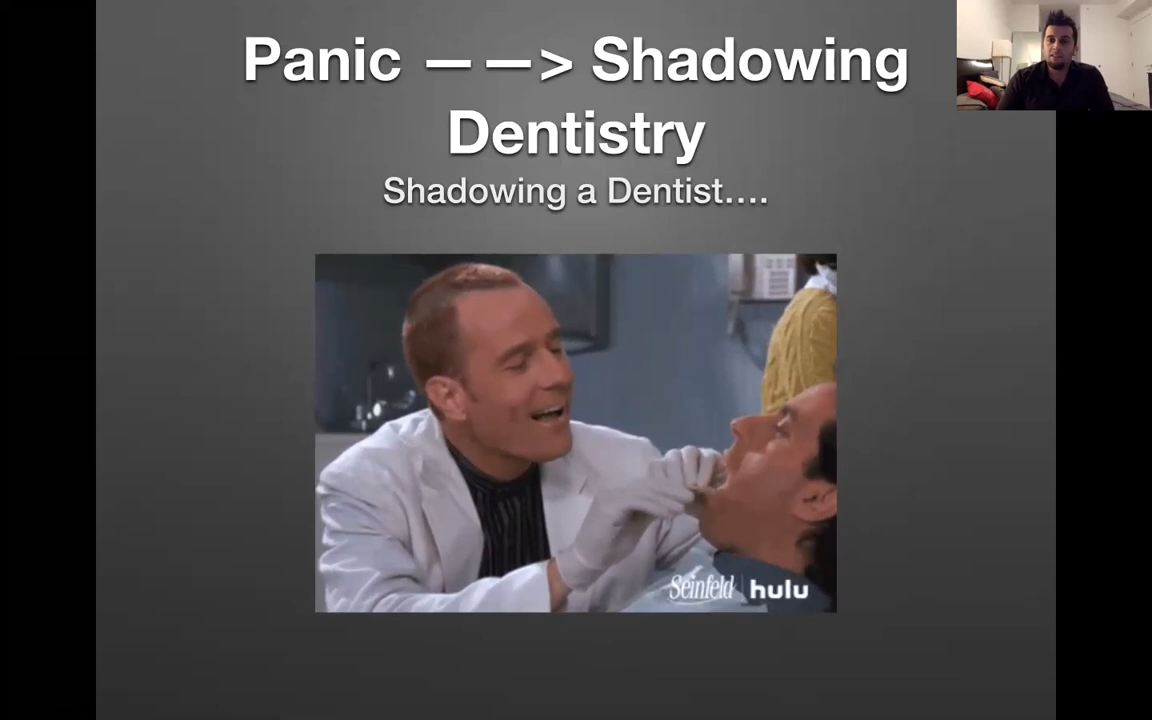 Panic ——> Shadowing
Dentistry
Shadowing a Dentist....
Seinfeld | hulu